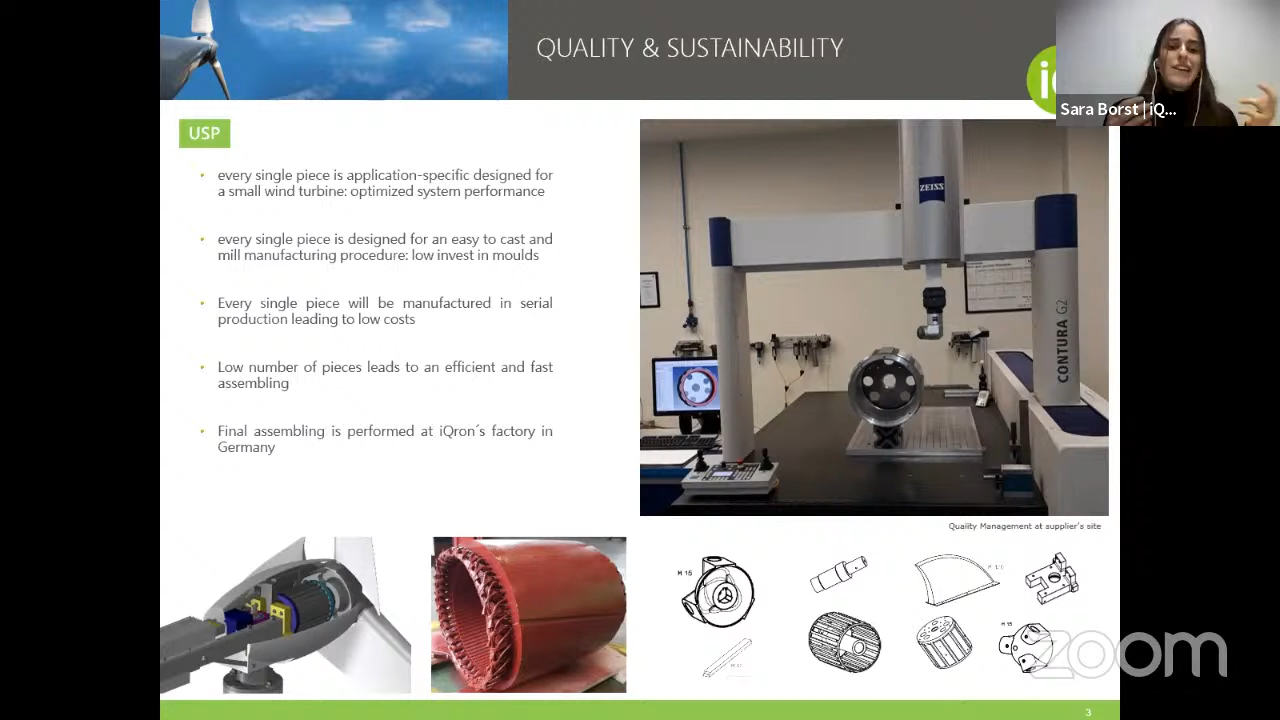 QUALITY & SUSTAINABILITY
Sara Borst | iQ...
USP
every single piece is application-specific designed for
a small wind turbine: optimized system performance
every single piece is designed for an easy to cast and
mill manufacturing procedure: low invest in moulds
Every single piece will be manufactured in serial
production leading to low costs
Low number of pieces leads to an efficient and fast
assembling
Final assembling is performed at iQron´s factory in
Germany
ZEISS
CONTURA G2
Quality Management at supplier's site
M 15
M 15
zoom
3